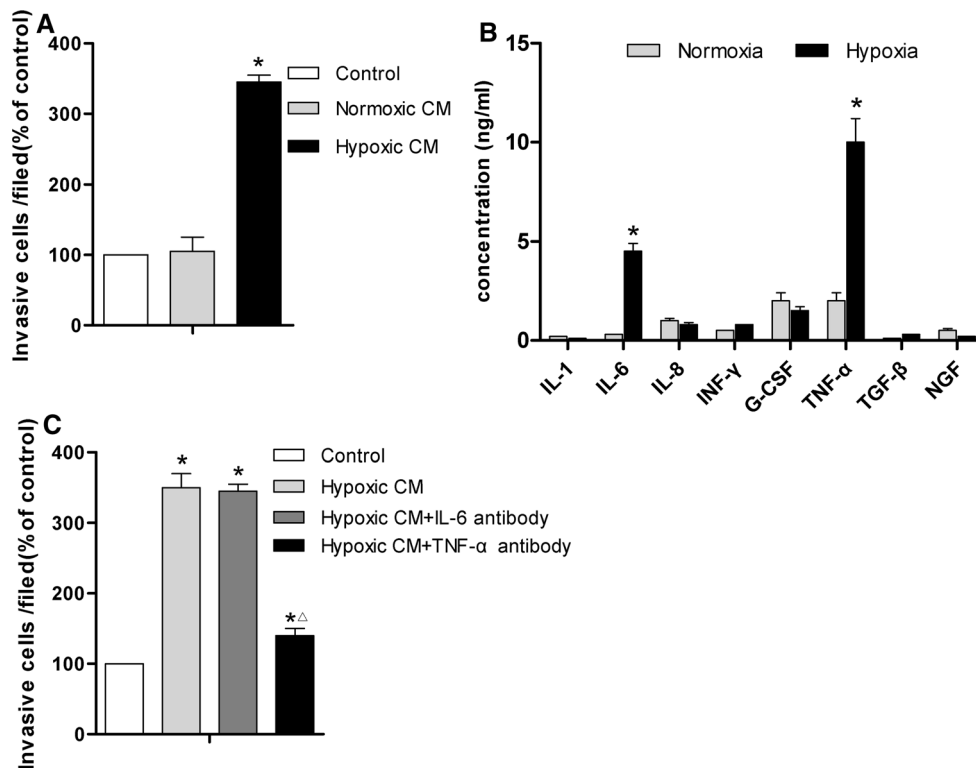 A
Invasive cells /filed(% of control)
400
300
200
100
0
Control
Normoxic CM
Hypoxic CM
*
B
concentration (ng/ml)
15
10
5
0
Normoxia
Hypoxia
*
*
IL-1
IL-6
IL-8
INF-γ
G-CSF
TNF-α
TGF-β
NGF
C
Invasive cells /filed(% of control)
400
300
200
100
0
Control
Hypoxic CM
Hypoxic CM+IL-6 antibody
Hypoxic CM+TNF-α antibody
*
*
*△